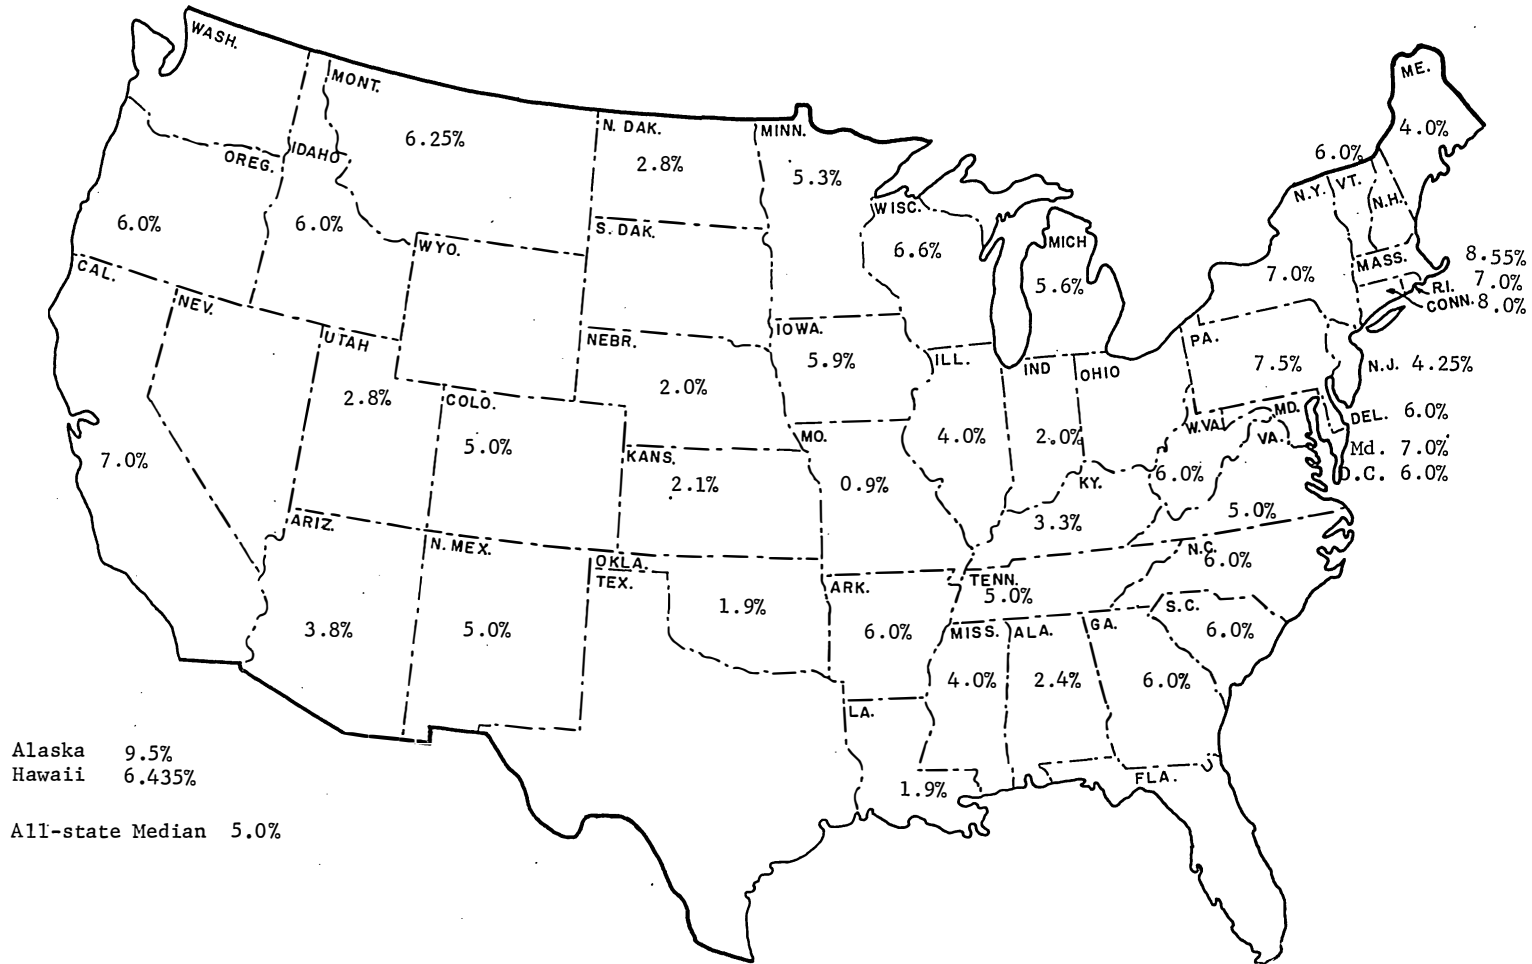 WASH.
MONT.
6.25%
IDAHO
6.0%
OREG.
6.0%
N. DAK.
2.8%
MINN.
5.3%
S. DAK.
WISC.
6.6%
MICH
5.6%
WYO.
CAL.
7.0%
NEV.
UTAH
2.8%
COLO.
5.0%
NEBR.
2.0%
IOWA.
5.9%
ILL.
4.0%
IND
2.0%
OHIO
KANS.
2.1%
MO.
0.9%
KY.
3.3%
W.VA.
6.0%
VA.
5.0%
MD.
PA.
7.5%
N.Y.
7.0%
6.0%
VT.
N.H.
ME.
4.0%
MASS. 8.55%
R.I. 7.0%
CONN. 8.0%
N.J. 4.25%
DEL. 6.0%
Md. 7.0%
D.C. 6.0%
ARIZ.
3.8%
N. MEX.
5.0%
OKLA.
1.9%
TEX.
ARK.
6.0%
TENN.
5.0%
N.C.
6.0%
S.C.
6.0%
MISS.
4.0%
ALA.
2.4%
GA.
6.0%
LA.
1.9%
FLA.
Alaska 9.5%
Hawaii 6.435%
All-state Median 5.0%